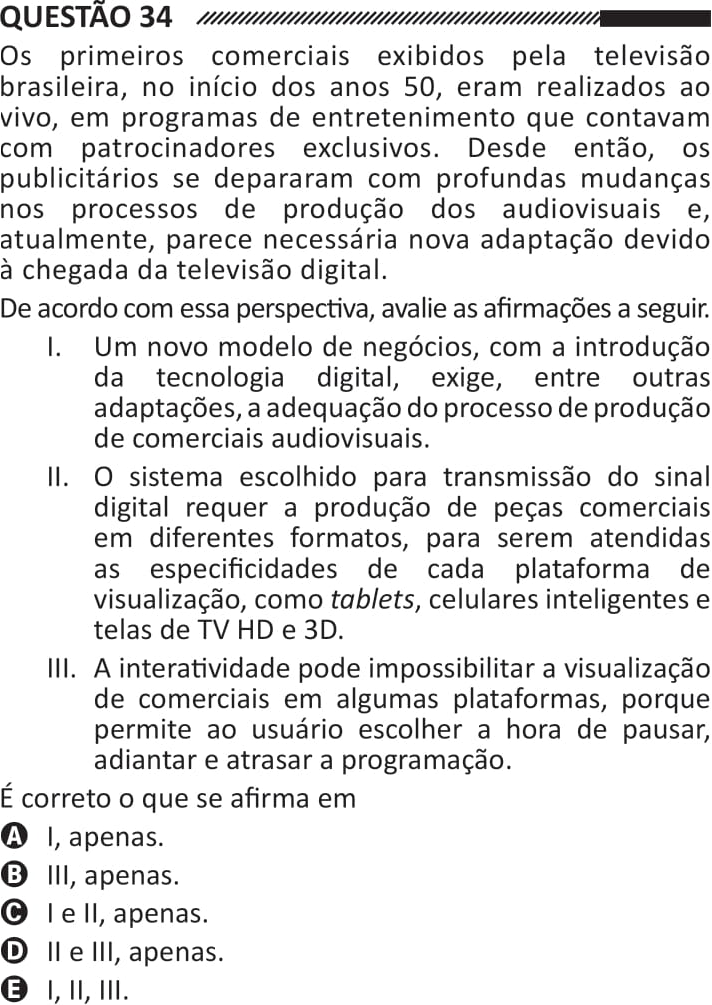 QUESTÃO 34
Os primeiros comerciais exibidos pela televisão
brasileira, no início dos anos 50, eram realizados ao
vivo, em programas de entretenimento que contavam
com patrocinadores exclusivos. Desde então, os
publicitários se depararam com profundas mudanças
nos processos de produção dos audiovisuais e,
atualmente, parece necessária nova adaptação devido
à chegada da televisão digital.
De acordo com essa perspectiva, avalie as afirmações a seguir.
I. Um novo modelo de negócios, com a introdução
da tecnologia digital, exige, entre outras
adaptações, a adequação do processo de produção
de comerciais audiovisuais.
II. O sistema escolhido para transmissão do sinal
digital requer a produção de peças comerciais
em diferentes formatos, para serem atendidas
as especificidades de cada plataforma de
visualização, como tablets, celulares inteligentes e
telas de TV HD e 3D.
III. A interatividade pode impossibilitar a visualização
de comerciais em algumas plataformas, porque
permite ao usuário escolher a hora de pausar,
adiantar e atrasar a programação.
É correto o que se afirma em
A I, apenas.
B III, apenas.
C I e II, apenas.
D II e III, apenas.
E I, II, III.